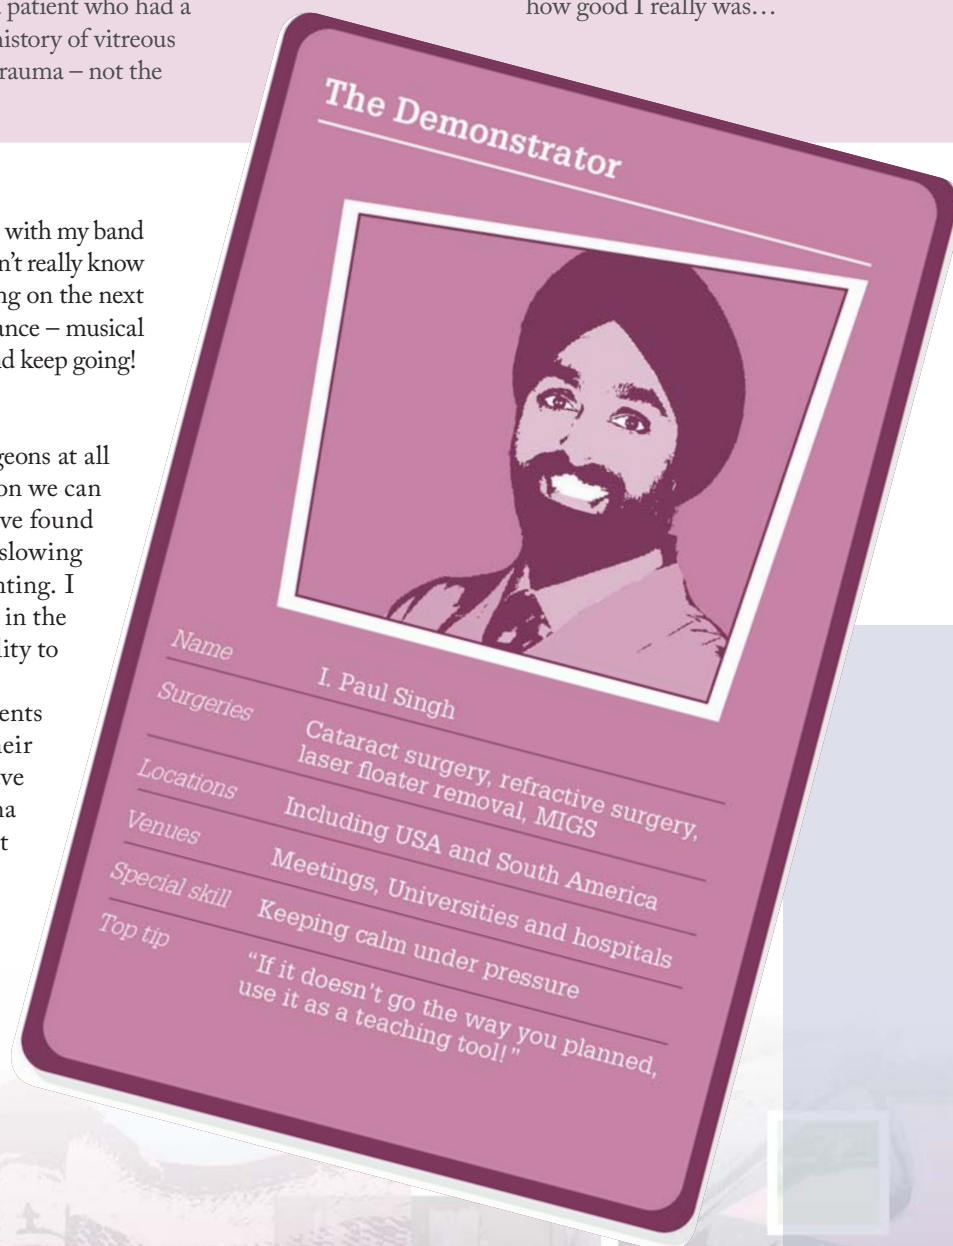 patient who had a
history of vitreous
trauma – not the
how good I really was…
with my band
n't really know
ng on the next
ance – musical
nd keep going!
geons at all
on we can
ve found
slowing
nting. I
in the
lity to
ents
heir
ve
na
t
The Demonstrator
Name
I. Paul Singh
Surgeries
Cataract surgery, refractive surgery,
laser floater removal, MIGS
Locations
Including USA and South America
Venues
Meetings, Universities and hospitals
Special skill
Keeping calm under pressure
Top tip
“If it doesn’t go the way you planned,
use it as a teaching tool!”